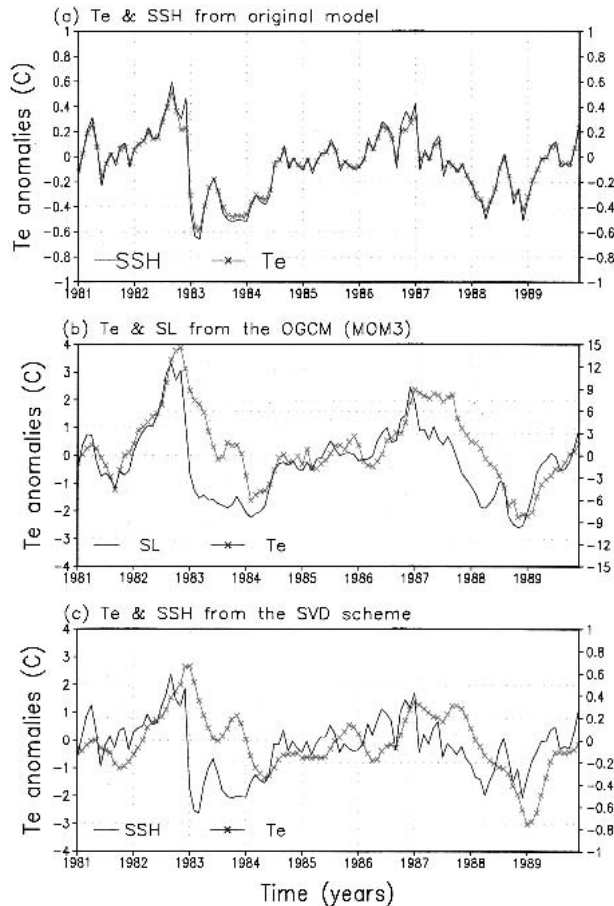 (a) Te & SSH from original model
1 1
0.8 0.8
0.6 0.6
0.4 0.4
0.2 0.2
0 0
−0.2 −0.2
−0.4 −0.4
−0.6 −0.6
−0.8 −0.8
−1 −1
Te anomalies (C)
SSH Te
1981 1982 1983 1984 1985 1986 1987 1988 1989
(b) Te & SL from the OGCM (MOM3)
4 15
3 12
2 9
1 6
0 3
−1 0
−2 −3
−3 −6
−4 −9
−12
−15
Te anomalies (C)
SL Te
1981 1982 1983 1984 1985 1986 1987 1988 1989
(c) Te & SSH from the SVD scheme
4 1
3 0.8
2 0.6
1 0.4
0 0.2
−1 0
−2 −0.2
−3 −0.4
−4 −0.6
−0.8
−1
Te anomalies (C)
SSH Te
1981 1982 1983 1984 1985 1986 1987 1988 1989
Time (years)